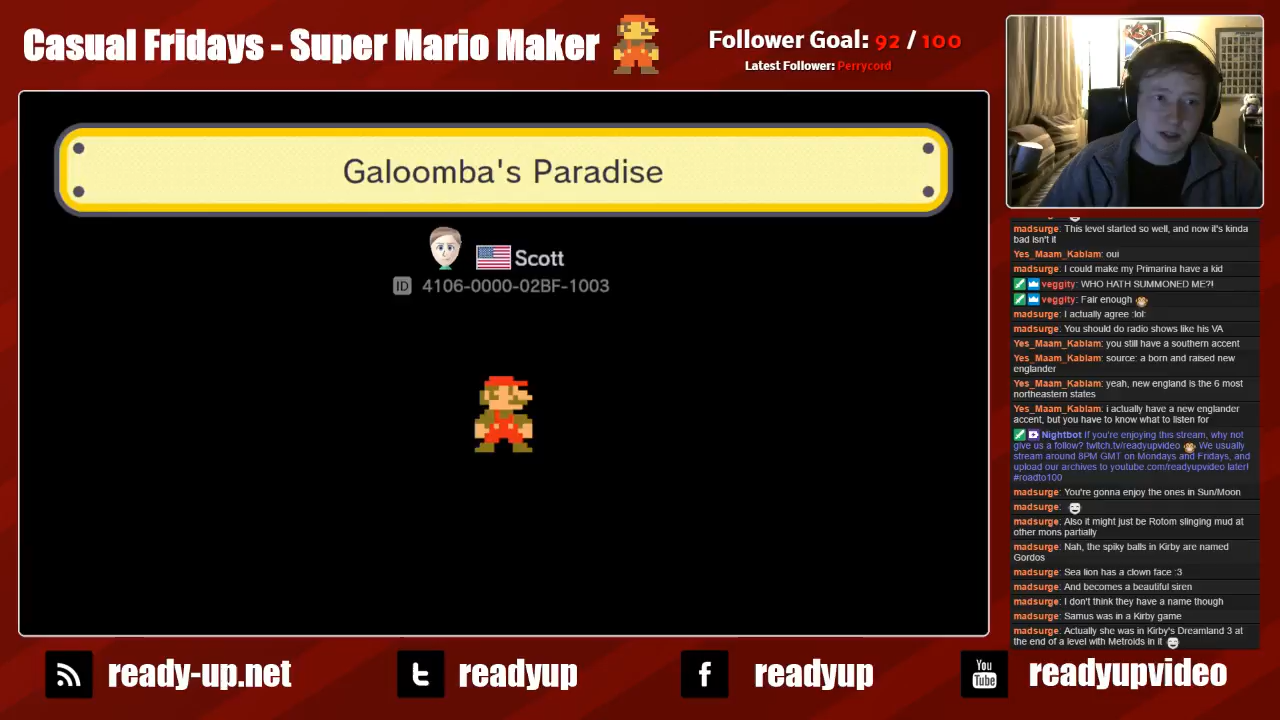 Casual Fridays - Super Mario Maker
Follower Goal: 92 / 100
Latest Follower: Perrycord
Galoomba's Paradise
Scott
ID 4106-0000-02BF-1003
madsurge: This level started so well, and now it's kinda
bad isn't it
Yes_Maam_Kablam: oui
madsurge: I could make my Primarina have a kid
veggity: WHO HATH SUMMONED ME?!
veggity: Fair enough
madsurge: I actually agree :lol:
madsurge: You should do radio shows like his VA
Yes_Maam_Kablam: you still have a southern accent
Yes_Maam_Kablam: source: a born and raised new
englander
Yes_Maam_Kablam: yeah, new england is the 6 most
northeastern states
Yes_Maam_Kablam: i actually have a new englander
accent, but you have to know what to listen for
Nightbot If you're enjoying this stream, why not
give us a follow? twitch.tv/readyupvideo We usually
stream around 8PM GMT on Mondays and Fridays, and
upload our archives to youtube.com/readyupvideo later!
#roadto100
madsurge: You're gonna enjoy the ones in Sun/Moon
madsurge:
madsurge: Also it might just be Rotom slinging mud at
other mons partially
madsurge: Nah, the spiky balls in Kirby are named
Gordos
madsurge: Sea lion has a clown face :3
madsurge: And becomes a beautiful siren
madsurge: I don't think they have a name though
madsurge: Samus was in a Kirby game
madsurge: Actually she was in Kirby's Dreamland 3 at
the end of a level with Metroids in it
ready-up.net
readyup
readyup
You
Tube
readyupvideo